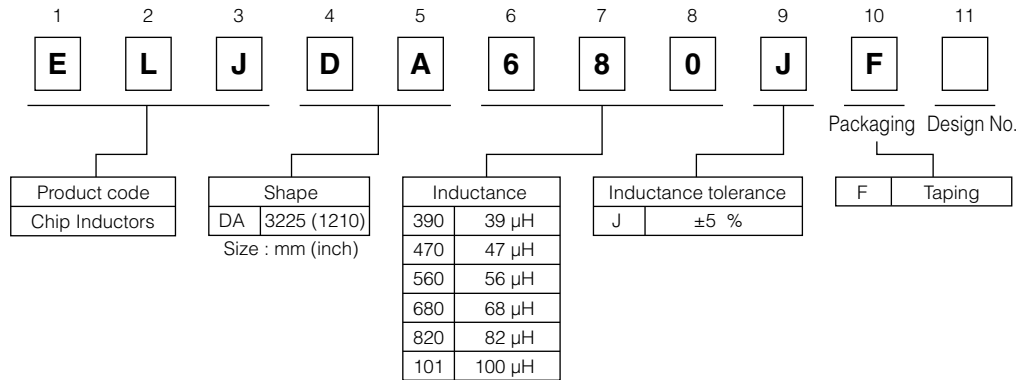 1 2 3 4 5 6 7 8 9 10 11
E L J D A 6 8 0 J F
Packaging Design No.
Product code
Chip Inductors
Shape
DA 3225 (1210)
Size : mm (inch)
Inductance
390 39 µH
470 47 µH
560 56 µH
680 68 µH
820 82 µH
101 100 µH
Inductance tolerance
J ±5 %
F Taping